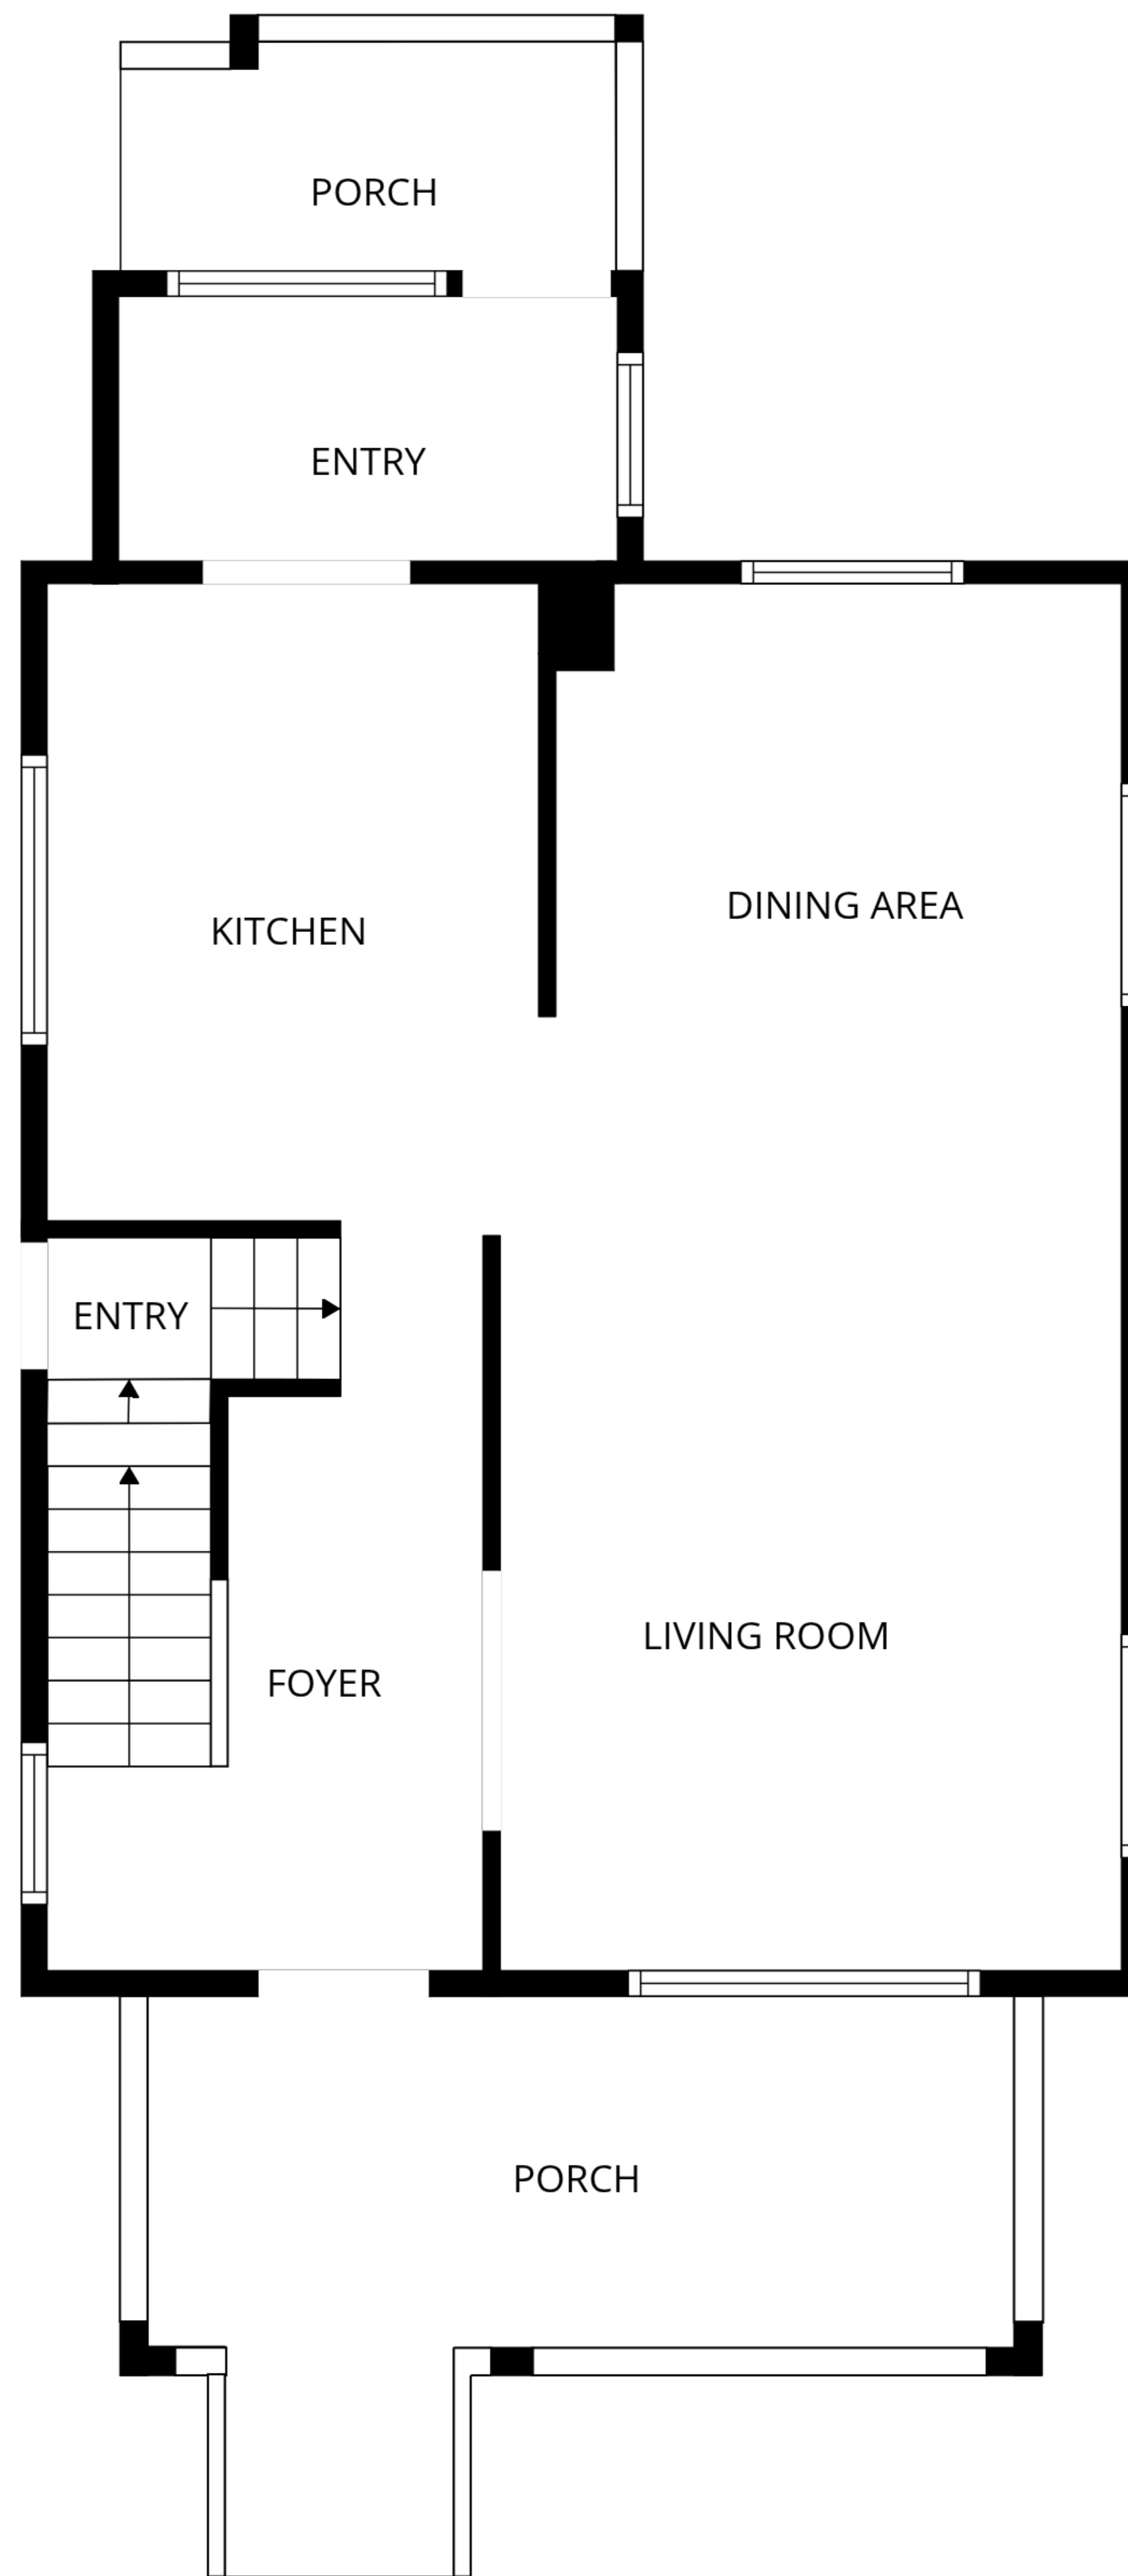 PORCH
ENTRY
DINING AREA
KITCHEN
ENTRY
LIVING ROOM
FOYER
PORCH